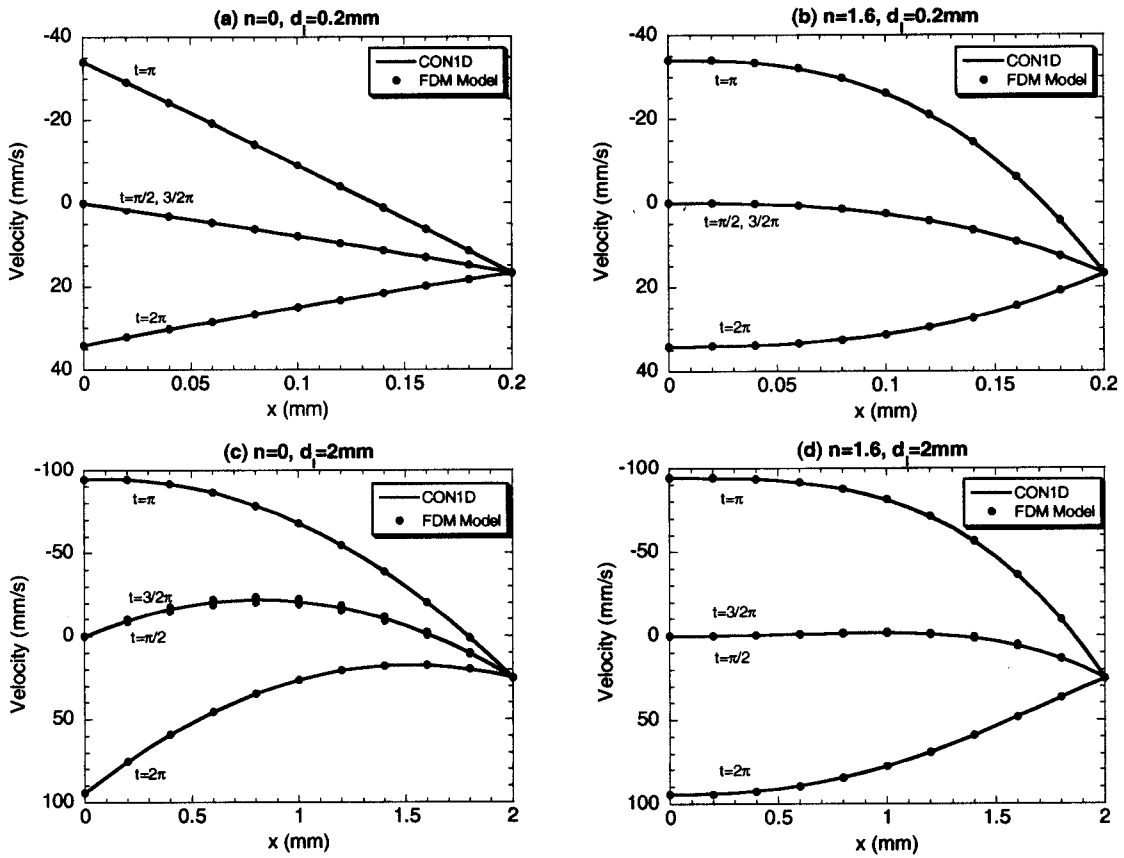 (a) n=0, d_l=0.2mm
-40
-20
0
20
40
Velocity (mm/s)
t=π
t=π/2, 3/2π
t=2π
CON1D
FDM Model
0 0.05 0.1 0.15 0.2
x (mm)
(b) n=1.6, d_l=0.2mm
-40
-20
0
20
40
Velocity (mm/s)
t=π
t=π/2, 3/2π
t=2π
CON1D
FDM Model
0 0.05 0.1 0.15 0.2
x (mm)
(c) n=0, d_l=2mm
-100
-50
0
50
100
Velocity (mm/s)
t=π
t=3/2π
t=π/2
t=2π
CON1D
FDM Model
0 0.5 1 1.5 2
x (mm)
(d) n=1.6, d_l=2mm
-100
-50
0
50
100
Velocity (mm/s)
t=π
t=3/2π
t=π/2
t=2π
CON1D
FDM Model
0 0.5 1 1.5 2
x (mm)